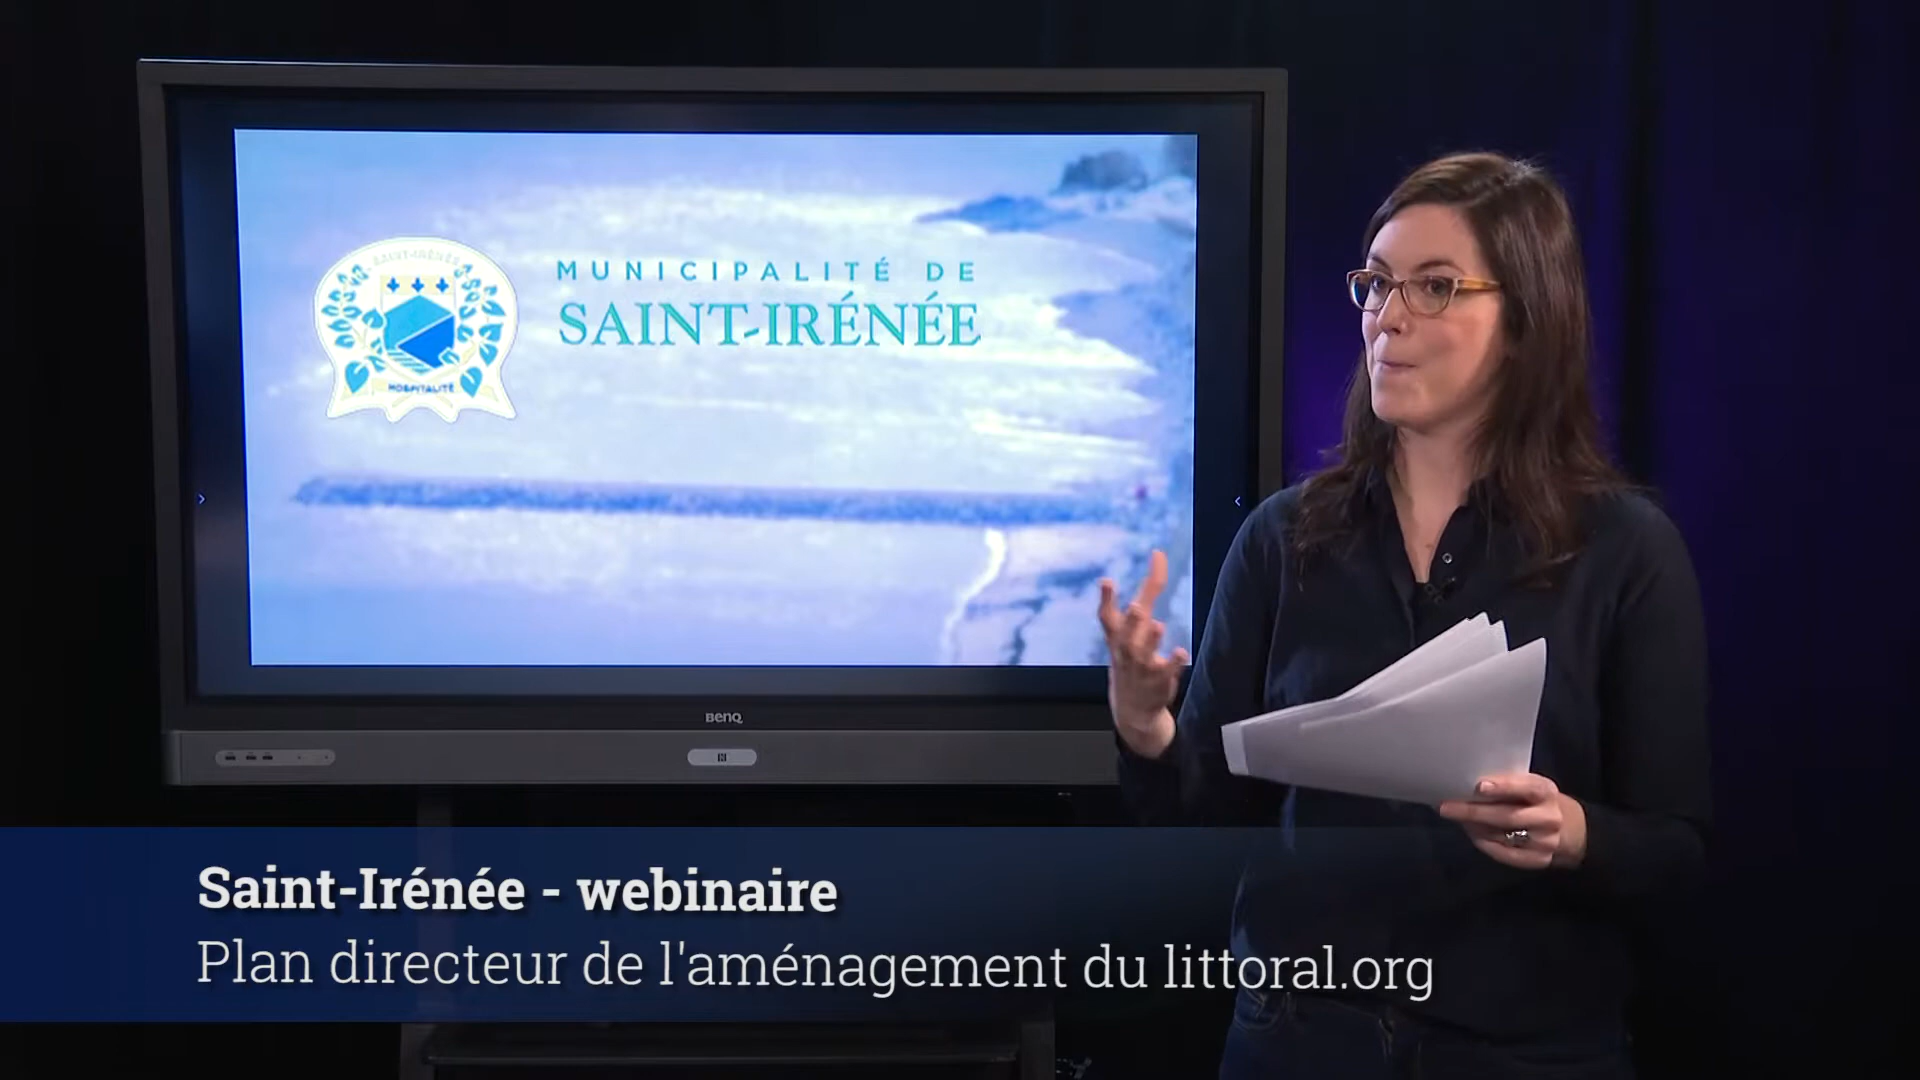 SAINT-IRÉNÉE
HOSPITALITÉ
MUNICIPALITÉ DE
SAINT-IRÉNÉE
BenQ
Saint-Irénée - webinaire
Plan directeur de l'aménagement du littoral.org